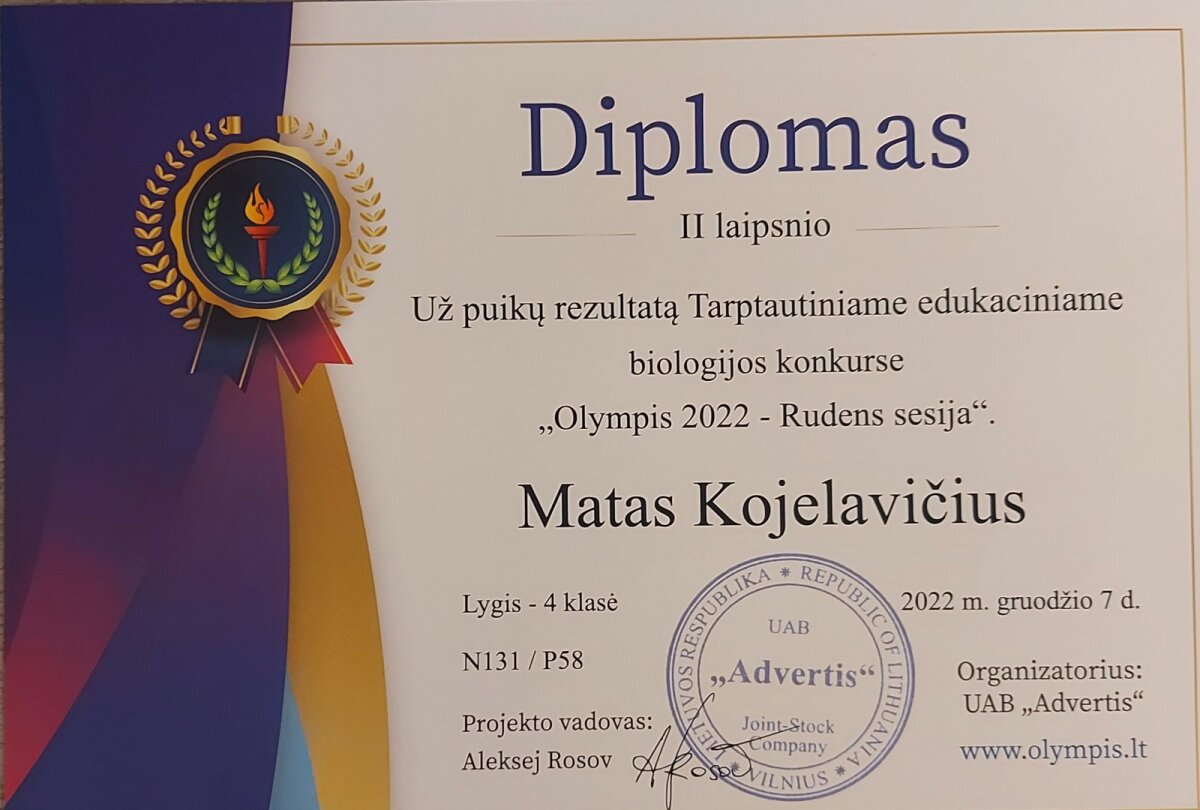 Diplomas
II laipsnio
Už puikų rezultatą Tarptautiniame edukaciniame
biologijos konkurse
„Olympis 2022 - Rudens sesija“.
Matas Kojelavičius
Lygis - 4 klasė
N131 / P58
Projekto vadovas:
Aleksej Rosov
ARosov
LIETUVOS RESPUBLIKA * REPUBLIC OF LITHUANIA
* VILNIUS *
UAB
„Advertis“
Joint-Stock
Company
2022 m. gruodžio 7 d.
Organizatorius:
UAB „Advertis“
www.olympis.lt